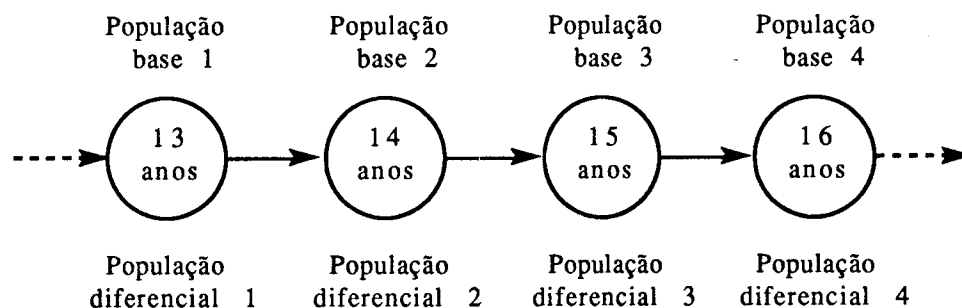 População
base 1
População
base 2
População
base 3
População
base 4
13
anos
14
anos
15
anos
16
anos
População
diferencial 1
População
diferencial 2
População
diferencial 3
População
diferencial 4